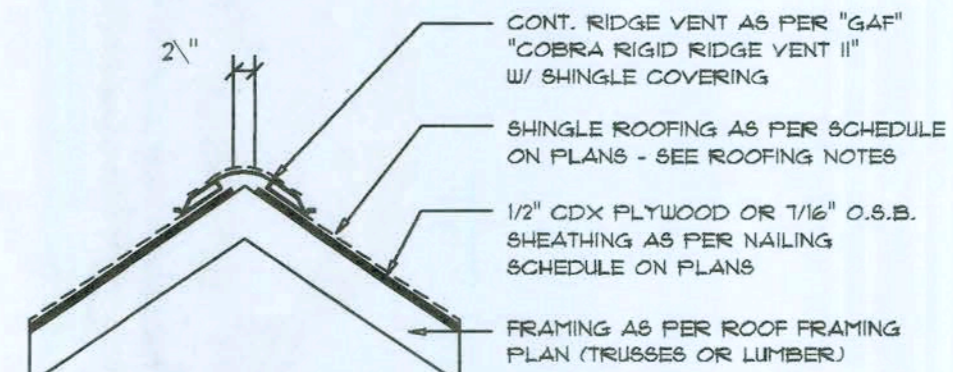 2\"
CONT. RIDGE VENT AS PER "GAF"
"COBRA RIGID RIDGE VENT II"
W/ SHINGLE COVERING
SHINGLE ROOFING AS PER SCHEDULE
ON PLANS - SEE ROOFING NOTES
1/2" CDX PLYWOOD OR 7/16" O.S.B.
SHEATHING AS PER NAILING
SCHEDULE ON PLANS
FRAMING AS PER ROOF FRAMING
PLAN (TRUSSES OR LUMBER)